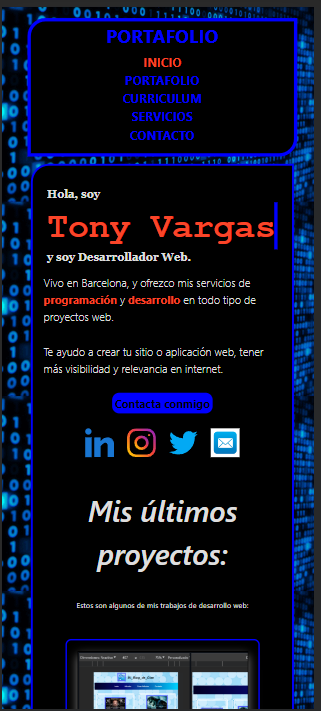 PORTAFOLIO
INICIO
PORTAFOLIO
CURRICULUM
SERVICIOS
CONTACTO
Hola, soy
Tony Vargas
y soy Desarrollador Web.
Vivo en Barcelona, y ofrezco mis servicios de
programación y desarrollo en todo tipo de
proyectos web.
Te ayudo a crear tu sitio o aplicación web, tener
más visibilidad y relevancia en internet.
Contacta conmigo
in
Mis últimos
proyectos:
Estos son algunos de mis trabajos de desarrollo web: